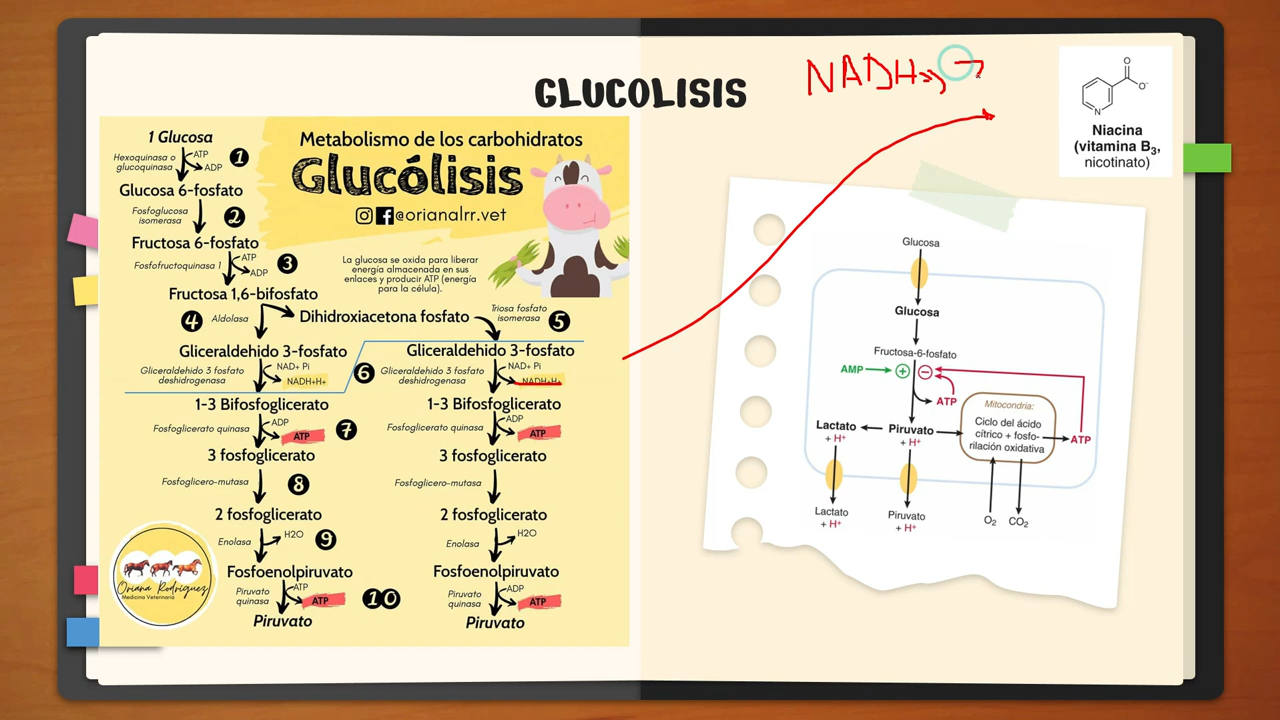 GLUCOLISIS
NADH
Metabolismo de los carbohidratos
Glucólisis
@orianalrr.vet
La glucosa se oxida para liberar
energía almacenada en sus
enlaces y producir ATP (energía
para la célula).
1 Glucosa
Hexoquinasa o
glucoquinasa
ATP
ADP
1
Glucosa 6-fosfato
Fosfoglucosa
isomerasa
2
Fructosa 6-fosfato
Fosfofructoquinasa 1
ATP
ADP
3
Fructosa 1,6-bifosfato
4
Aldolasa
Dihidroxiacetona fosfato
Triosa fosfato
isomerasa
5
Gliceraldehido 3-fosfato
Gliceraldehido 3 fosfato
deshidrogenasa
NAD+ Pi
NADH+H+
6
1-3 Bifosfoglicerato
Fosfoglicerato quinasa
ADP
ATP
7
3 fosfoglicerato
Fosfoglicero-mutasa
8
2 fosfoglicerato
Enolasa
H2O
9
Fosfoenolpiruvato
Piruvato
quinasa
ATP
ATP
10
Piruvato
Gliceraldehido 3-fosfato
Gliceraldehido 3 fosfato
deshidrogenasa
NAD+ Pi
NADH+H+
1-3 Bifosfoglicerato
Fosfoglicerato quinasa
ADP
ATP
3 fosfoglicerato
Fosfoglicero-mutasa
2 fosfoglicerato
Enolasa
H2O
Fosfoenolpiruvato
Piruvato
quinasa
ADP
ATP
Piruvato
Oriana Rodriguez
Medicina Veterinaria
O
O-
N
Niacina
(vitamina B3,
nicotinato)
Glucosa
Glucosa
Fructosa-6-fosfato
AMP + −
ATP
Mitocondria:
Ciclo del ácido
cítrico + fosfo-
rilación oxidativa
ATP
Lactato
+ H+
Piruvato
+ H+
Lactato
+ H+
Piruvato
+ H+
O2
CO2